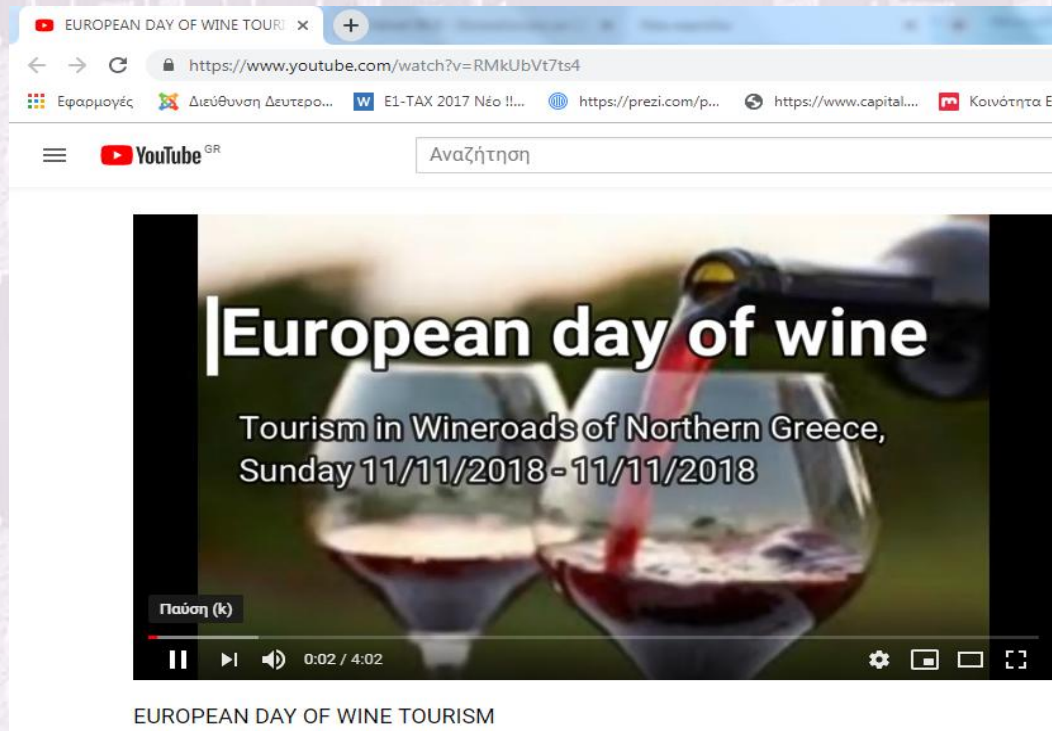 EUROPEAN DAY OF WINE TOURI
https://www.youtube.com/watch?v=RMkUbVt7ts4
Εφαρμογές Διεύθυνση Δευτερο... W E1-TAX 2017 Νέο !!... https://prezi.com/p... https://www.capital.... Κοινότητα E
YouTube GR Αναζήτηση
European day of wine
Tourism in Wineroads of Northern Greece,
Sunday 11/11/2018 - 11/11/2018
Παύση (k)
0:02 / 4:02
EUROPEAN DAY OF WINE TOURISM